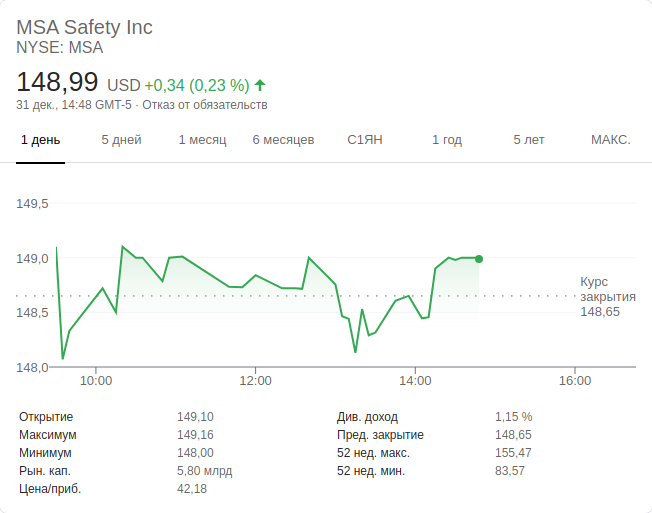 MSA Safety Inc
NYSE: MSA
148,99 USD +0,34 (0,23 %)
31 дек., 14:48 GMT-5 · Отказ от обязательств
1 день 5 дней 1 месяц 6 месяцев С1ЯН 1 год 5 лет МАКС.
149,5
149,0
Курс
закрытия
148,65
148,5
148,0
10:00 12:00 14:00 16:00
Открытие 149,10 Див. доход 1,15 %
Максимум 149,16 Пред. закрытие 148,65
Минимум 148,00 52 нед. макс. 155,47
Рын. кап. 5,80 млрд 52 нед. мин. 83,57
Цена/приб. 42,18